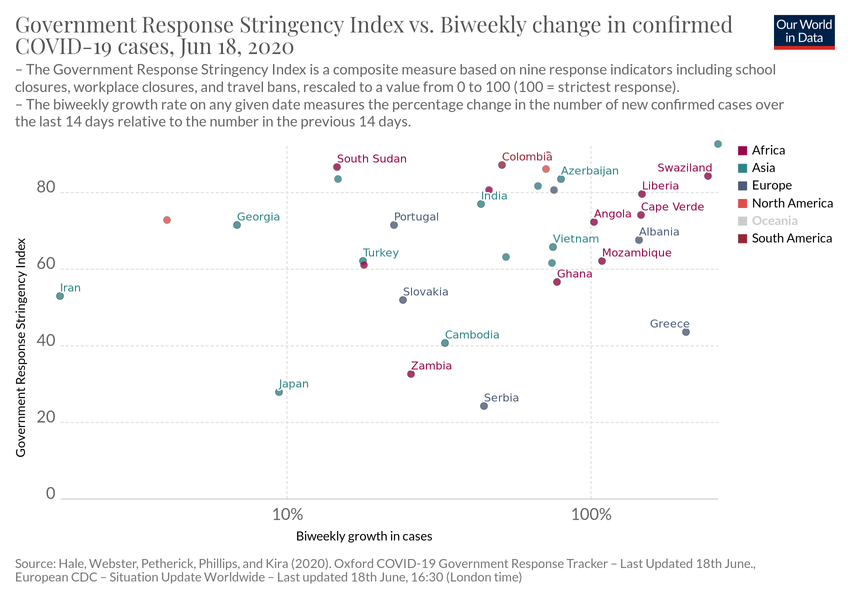 Government Response Stringency Index vs. Biweekly change in confirmed
COVID-19 cases, Jun 18, 2020
Our World
in Data
– The Government Response Stringency Index is a composite measure based on nine response indicators including school
closures, workplace closures, and travel bans, rescaled to a value from 0 to 100 (100 = strictest response).
– The biweekly growth rate on any given date measures the percentage change in the number of new confirmed cases over
the last 14 days relative to the number in the previous 14 days.
Africa
Asia
Europe
North America
Oceania
South America
Government Response Stringency Index
80
60
40
20
0
South Sudan
Colombia
Azerbaijan
Swaziland
Liberia
India
Cape Verde
Angola
Georgia
Portugal
Albania
Vietnam
Turkey
Mozambique
Ghana
Iran
Slovakia
Greece
Cambodia
Zambia
Japan
Serbia
10%
100%
Biweekly growth in cases
Source: Hale, Webster, Petherick, Phillips, and Kira (2020). Oxford COVID-19 Government Response Tracker – Last Updated 18th June.,
European CDC – Situation Update Worldwide – Last updated 18th June, 16:30 (London time)